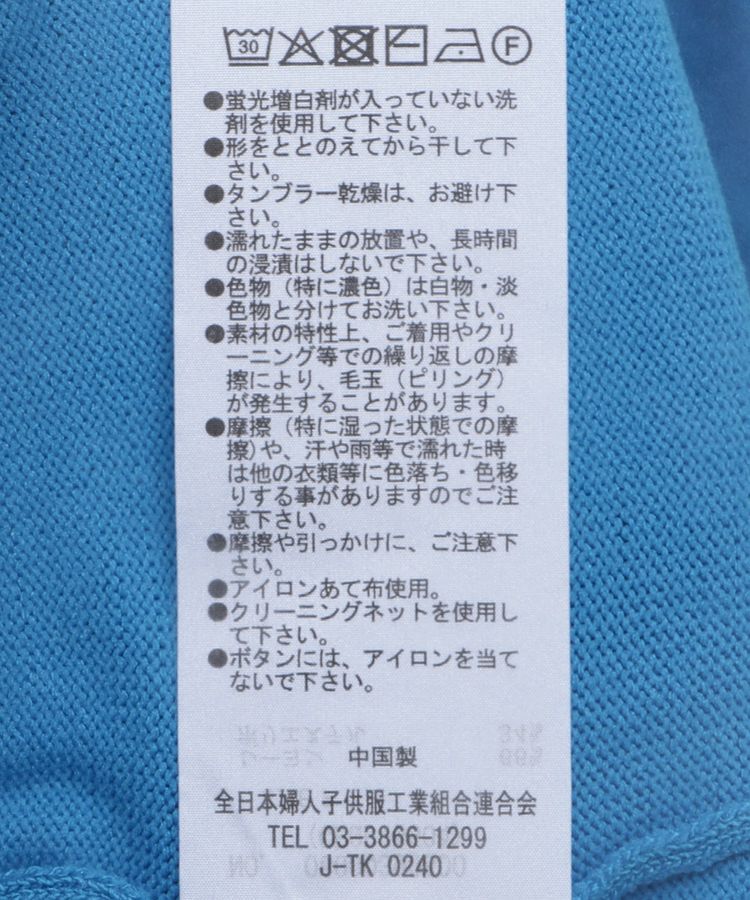 30 F
●蛍光増白剤が入っていない洗
剤を使用して下さい。
●形をととのえてから干して下
さい。
●タンブラー乾燥は、お避け下
さい。
●濡れたままの放置や、長時間
の浸漬はしないで下さい。
●色物（特に濃色）は白物・淡
色物と分けてお洗い下さい。
●素材の特性上、ご着用やクリ
ーニング等での繰り返しの摩
擦により、毛玉（ピリング）
が発生することがあります。
●摩擦（特に湿った状態での摩
擦）や、汗や雨等で濡れた時
は他の衣類等に色落ち・色移
りする事がありますのでご注
意下さい。
●摩擦や引っかけに、ご注意下
さい。
●アイロンあて布使用。
●クリーニングネットを使用し
て下さい。
●ボタンには、アイロンを当て
ないで下さい。
中国製
全日本婦人子供服工業組合連合会
TEL 03-3866-1299
J-TK 0240